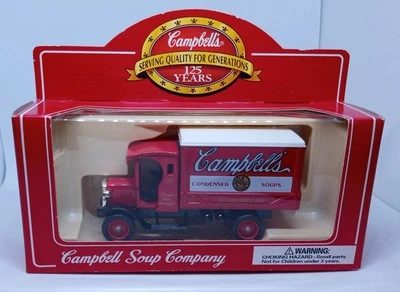 Campbell's®
SERVING QUALITY FOR GENERATIONS
125
YEARS
Campbell's
CONDENSED SOUPS
Campbell Soup Company
WARNING:
CHOKING HAZARD-Small parts.
Not for Children under 3 years.